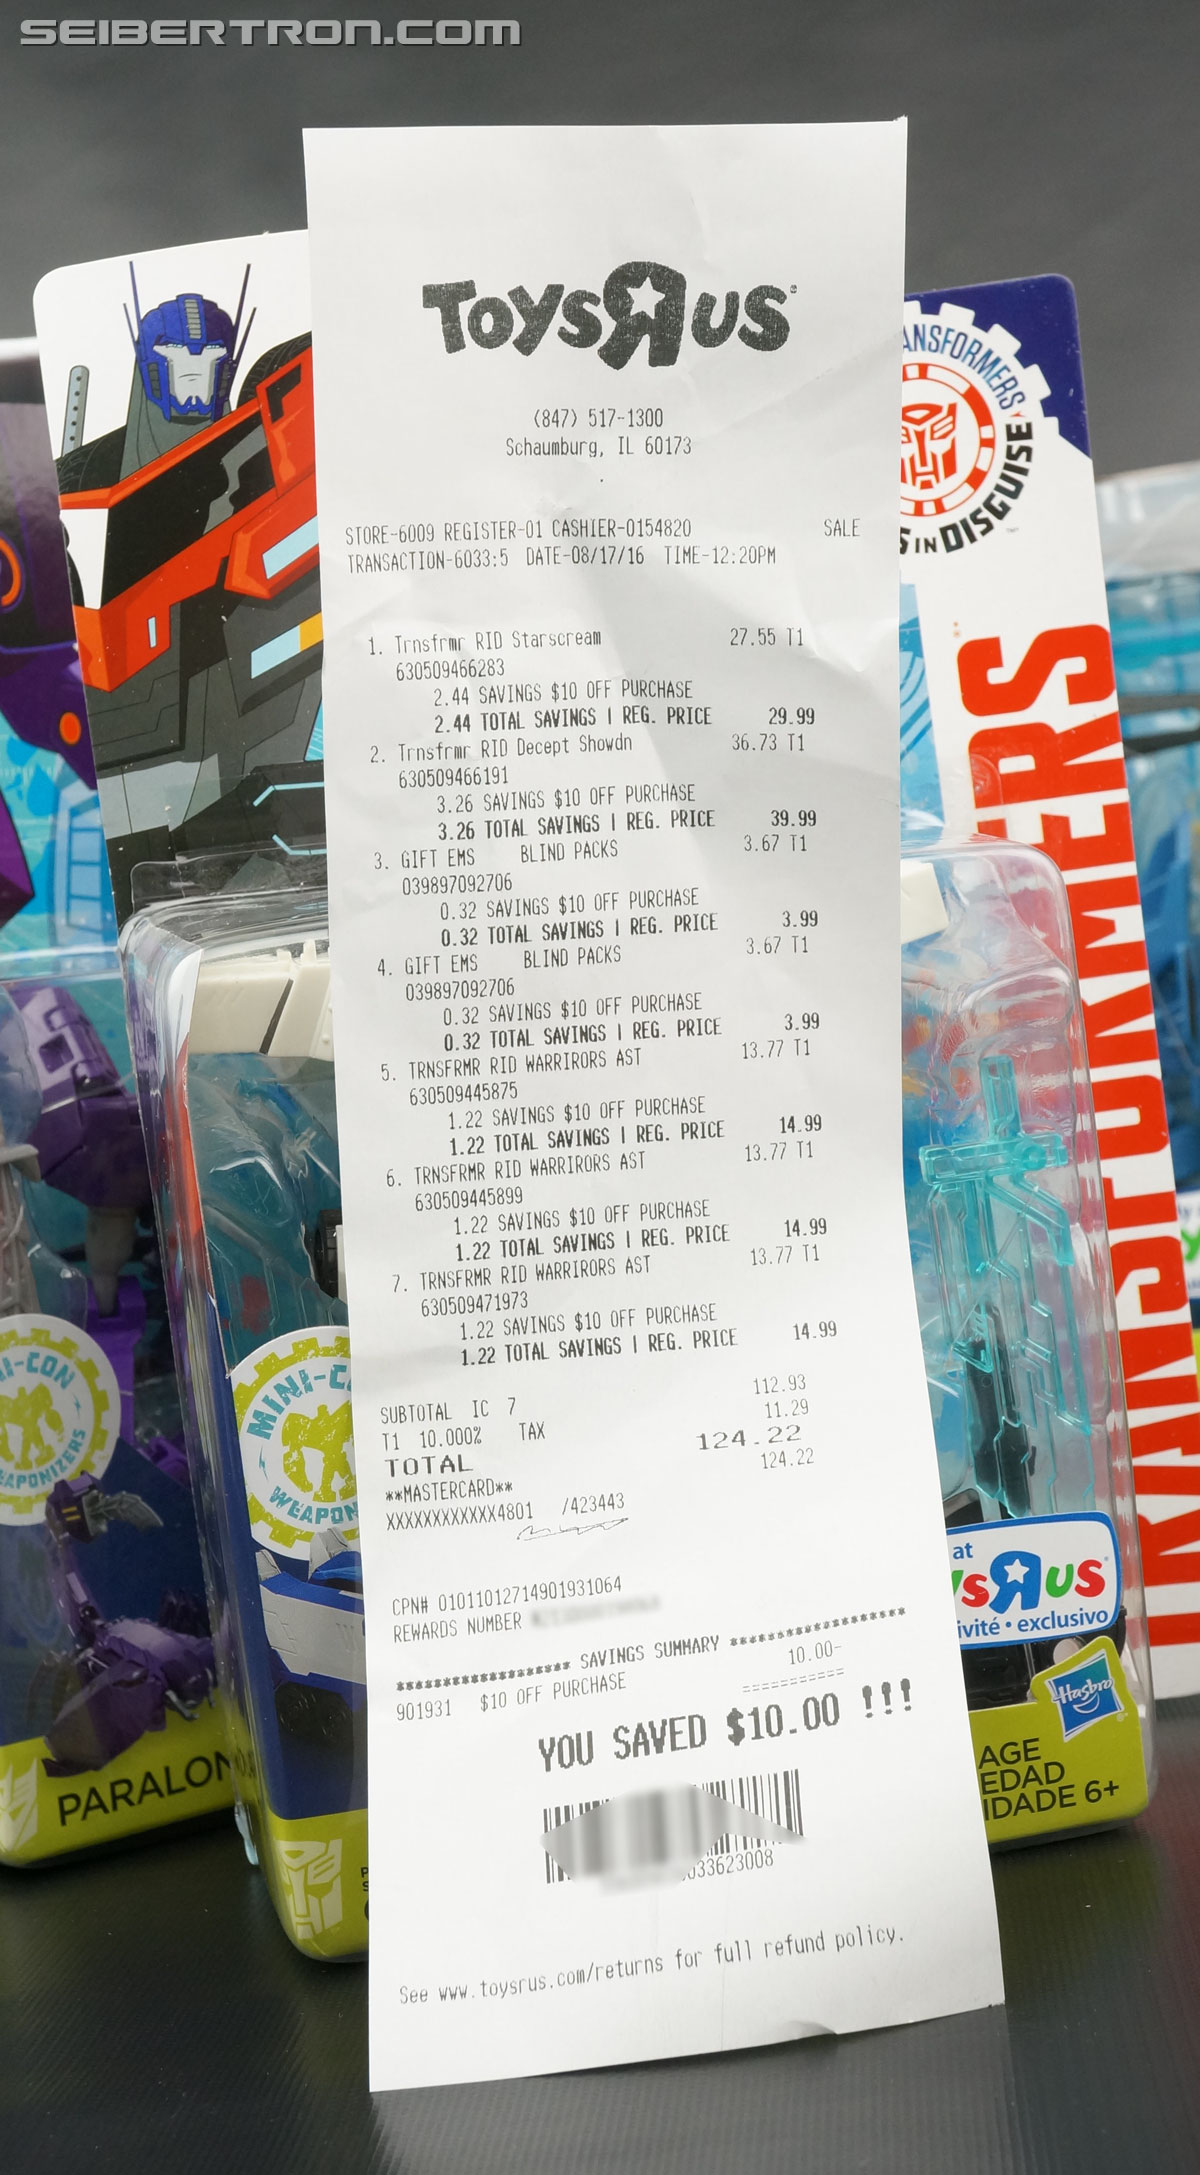 SEIBERTRON.com
TOYSRUS
(847) 517-1300
Schaumburg, IL 60173
STORE-6009 REGISTER-01 CASHIER-0154820 SALE
TRANSACTION-6033:5 DATE-08/17/16 TIME-12:20PM
1. Trnsfrmr RID Starscream 27.55 T1
630509466283
2.44 SAVINGS $10 OFF PURCHASE
2.44 TOTAL SAVINGS | REG. PRICE 29.99
2. Trnsfrmr RID Decept Showdn 36.73 T1
630509466191
3.26 SAVINGS $10 OFF PURCHASE
3.26 TOTAL SAVINGS | REG. PRICE 39.99
3. GIFT EMS BLIND PACKS 3.67 T1
039897092706
0.32 SAVINGS $10 OFF PURCHASE
0.32 TOTAL SAVINGS | REG. PRICE 3.99
4. GIFT EMS BLIND PACKS 3.67 T1
039897092706
0.32 SAVINGS $10 OFF PURCHASE
0.32 TOTAL SAVINGS | REG. PRICE 3.99
5. TRNSFRMR RID WARRIRORS AST 13.77 T1
630509445875
1.22 SAVINGS $10 OFF PURCHASE
1.22 TOTAL SAVINGS | REG. PRICE 14.99
6. TRNSFRMR RID WARRIRORS AST 13.77 T1
630509445899
1.22 SAVINGS $10 OFF PURCHASE
1.22 TOTAL SAVINGS | REG. PRICE 14.99
7. TRNSFRMR RID WARRIRORS AST 13.77 T1
630509471973
1.22 SAVINGS $10 OFF PURCHASE
1.22 TOTAL SAVINGS | REG. PRICE 14.99
SUBTOTAL IC 7 112.93
T1 10.000% TAX 11.29
TOTAL 124.22
**MASTERCARD** 124.22
XXXXXXXXXXXX4801 /423443
CPN# 01011012714901931064
REWARDS NUMBER
******************* SAVINGS SUMMARY *******************
901931 $10 OFF PURCHASE 10.00-
===========
YOU SAVED $10.00 !!!
033623008
See www.toysrus.com/returns for full refund policy.
TRANSFORMERS
IN DISGUISE
TRANSFORMERS
MINI-CON
WEAPONIZERS
PARALON
at
YSRUS
exclusivo
Hasbro
AGE
EDAD
IDADE 6+